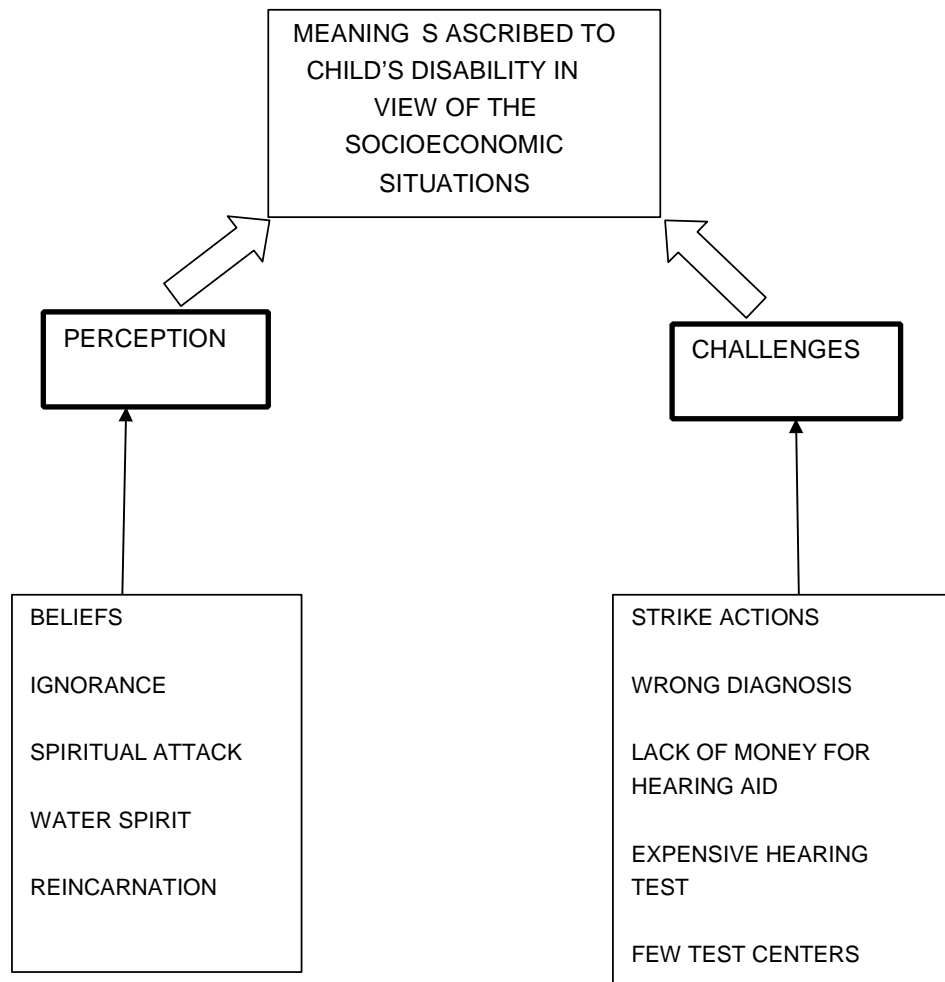 MEANING S ASCRIBED TO
CHILD'S DISABILITY IN
VIEW OF THE
SOCIOECONOMIC
SITUATIONS
PERCEPTION
CHALLENGES
BELIEFS
IGNORANCE
SPIRITUAL ATTACK
WATER SPIRIT
REINCARNATION
STRIKE ACTIONS
WRONG DIAGNOSIS
LACK OF MONEY FOR
HEARING AID
EXPENSIVE HEARING
TEST
FEW TEST CENTERS